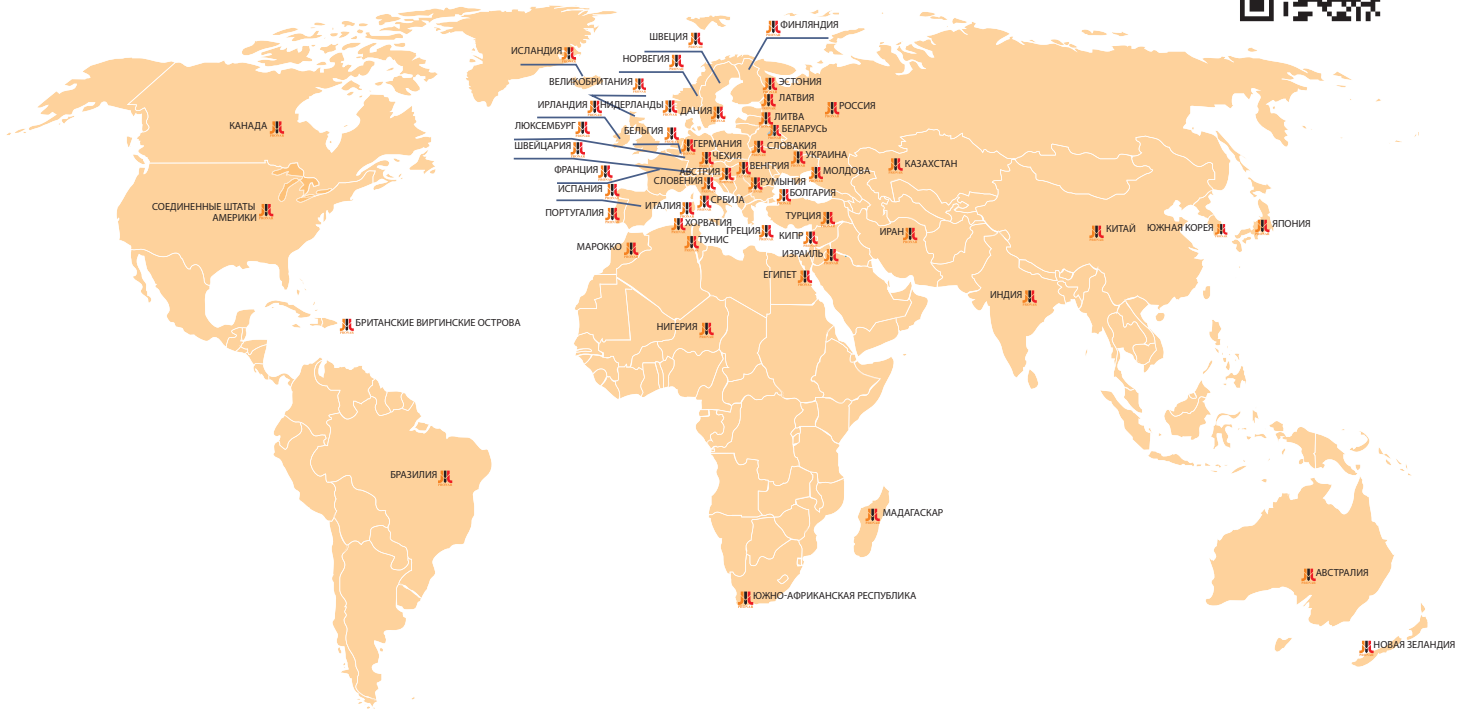 ФИНЛЯНДИЯ
ШВЕЦИЯ
ИСЛАНДИЯ
НОРВЕГИЯ
ВЕЛИКОБРИТАНИЯ
ЭСТОНИЯ
ИРЛАНДИЯ
НИДЕРЛАНДЫ
ДАНИЯ
ЛАТВИЯ
РОССИЯ
ЛИТВА
КАНАДА
ЛЮКСЕМБУРГ
БЕЛЬГИЯ
БЕЛАРУСЬ
ШВЕЙЦАРИЯ
ГЕРМАНИЯ
СЛОВАКИЯ
ЧЕХИЯ
УКРАИНА
КАЗАХСТАН
ФРАНЦИЯ
АВСТРИЯ
ВЕНГРИЯ
МОЛДОВА
СЛОВЕНИЯ
РУМЫНИЯ
ИСПАНИЯ
БОЛГАРИЯ
СОЕДИНЕННЫЕ ШТАТЫ
АМЕРИКИ
ИТАЛИЯ
СРБИЈА
ПОРТУГАЛИЯ
ТУРЦИЯ
ХОРВАТИЯ
ГРЕЦИЯ
КИПР
ИРАН
КИТАЙ
ЮЖНАЯ КОРЕЯ
ЯПОНИЯ
МАРОККО
ТУНИС
ИЗРАИЛЬ
ЕГИПЕТ
ИНДИЯ
БРИТАНСКИЕ ВИРГИНСКИЕ ОСТРОВА
НИГЕРИЯ
БРАЗИЛИЯ
МАДАГАСКАР
АВСТРАЛИЯ
ЮЖНО-АФРИКАНСКАЯ РЕСПУБЛИКА
НОВАЯ ЗЕЛАНДИЯ